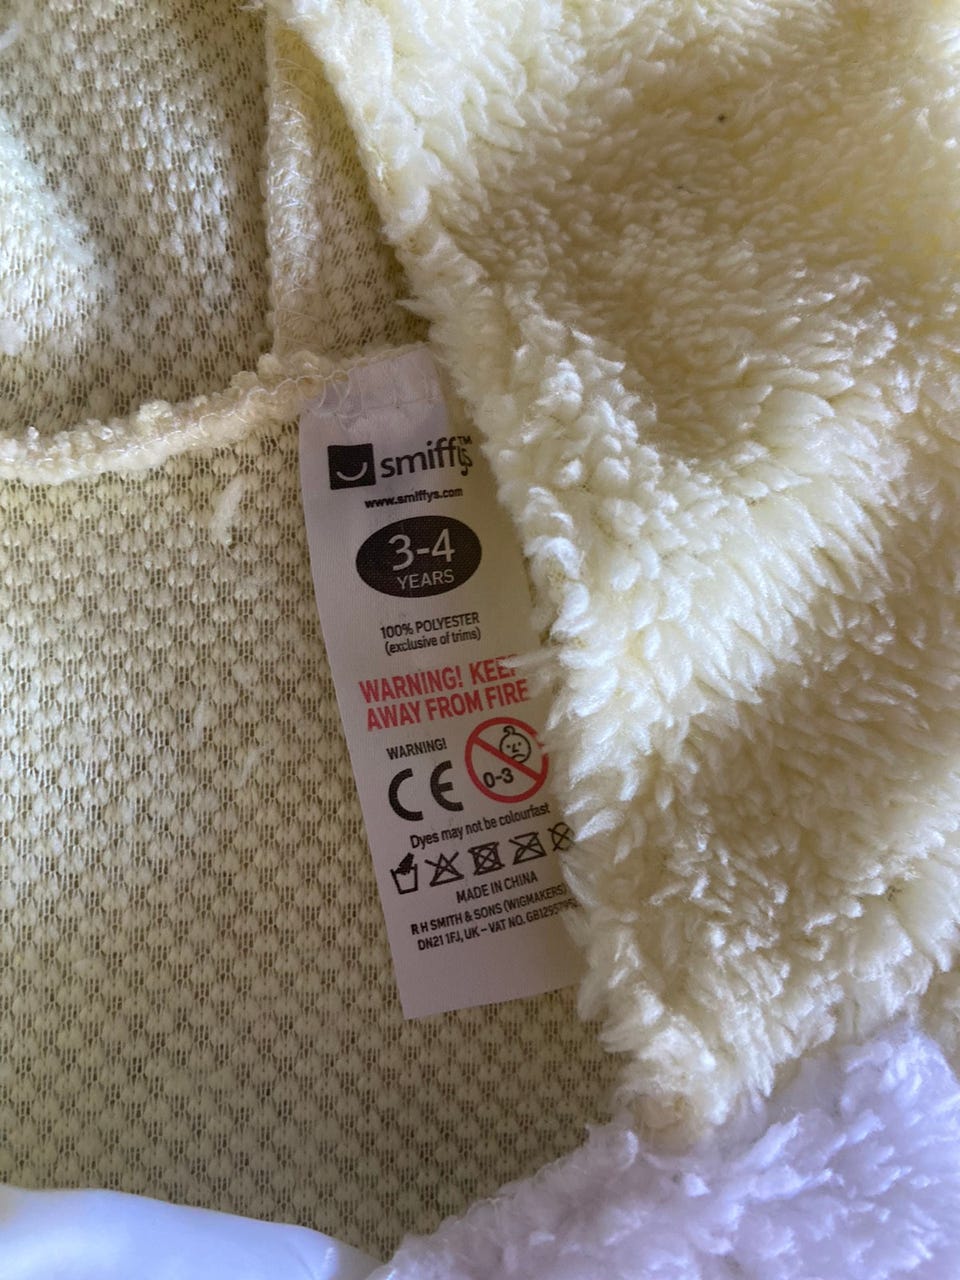 smiffys™
www.smiffys.com
3-4
YEARS
100% POLYESTER
(exclusive of trims)
WARNING! KEEP
AWAY FROM FIRE
WARNING!
CE
0-3
Dyes may not be colourfast
MADE IN CHINA
R H SMITH & SONS (WIGMAKERS)
DN21 1FJ, UK – VAT NO.